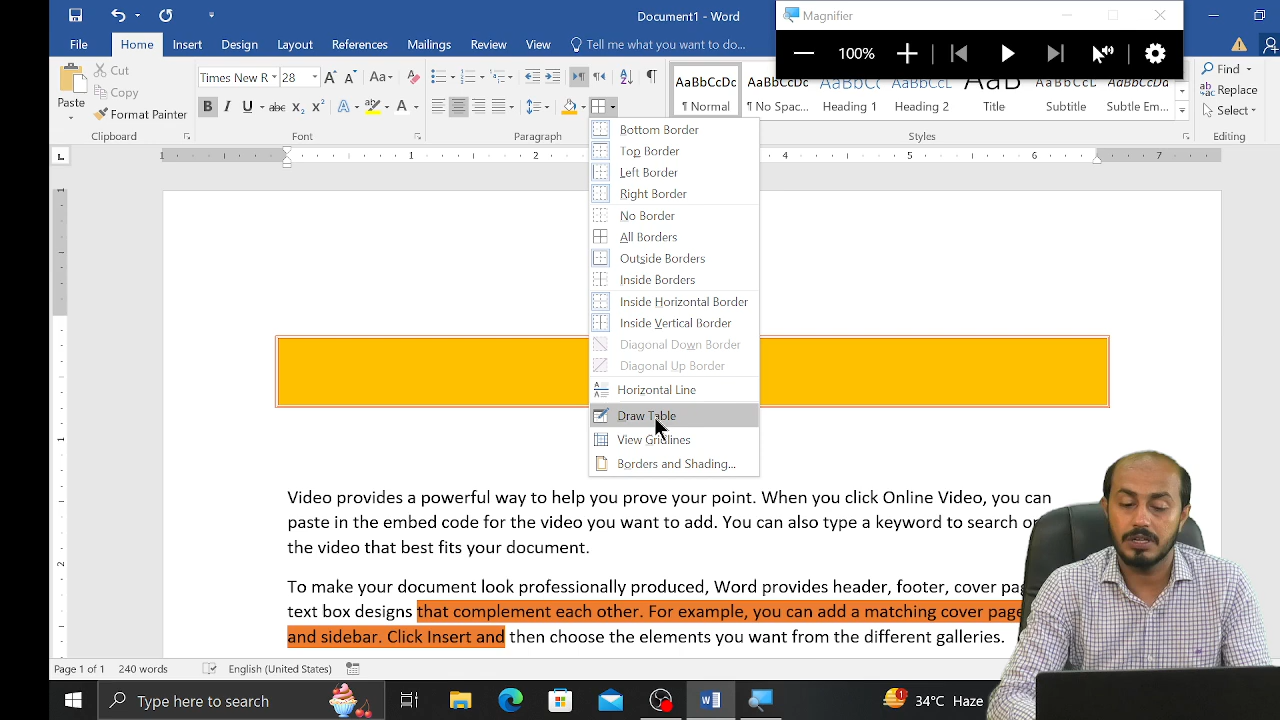 Document1 - Word
Magnifier
File Home Insert Design Layout References Mailings Review View Tell me what you want to do...
100%
Paste
Cut
Copy
Format Painter
Clipboard
Times New R 28
Font
Paragraph
AaBbCcDc
¶ Normal
AaBbCcDc
¶ No Spac...
AaBbCc
Heading 1
AaBbCcL
Heading 2
AaB
Title
AaBbCcD
Subtitle
AaBbCcDc
Subtle Em...
Styles
Find
Replace
Select
Editing
Bottom Border
Top Border
Left Border
Right Border
No Border
All Borders
Outside Borders
Inside Borders
Inside Horizontal Border
Inside Vertical Border
Diagonal Down Border
Diagonal Up Border
Horizontal Line
Draw Table
View Gridlines
Borders and Shading...
Video provides a powerful way to help you prove your point. When you click Online Video, you can
paste in the embed code for the video you want to add. You can also type a keyword to search
the video that best fits your document.
To make your document look professionally produced, Word provides header, footer, cover
text box designs that complement each other. For example, you can add a matching cover page
and sidebar. Click Insert and then choose the elements you want from the different galleries.
Page 1 of 1 240 words English (United States)
Type here to search
34°C Haze